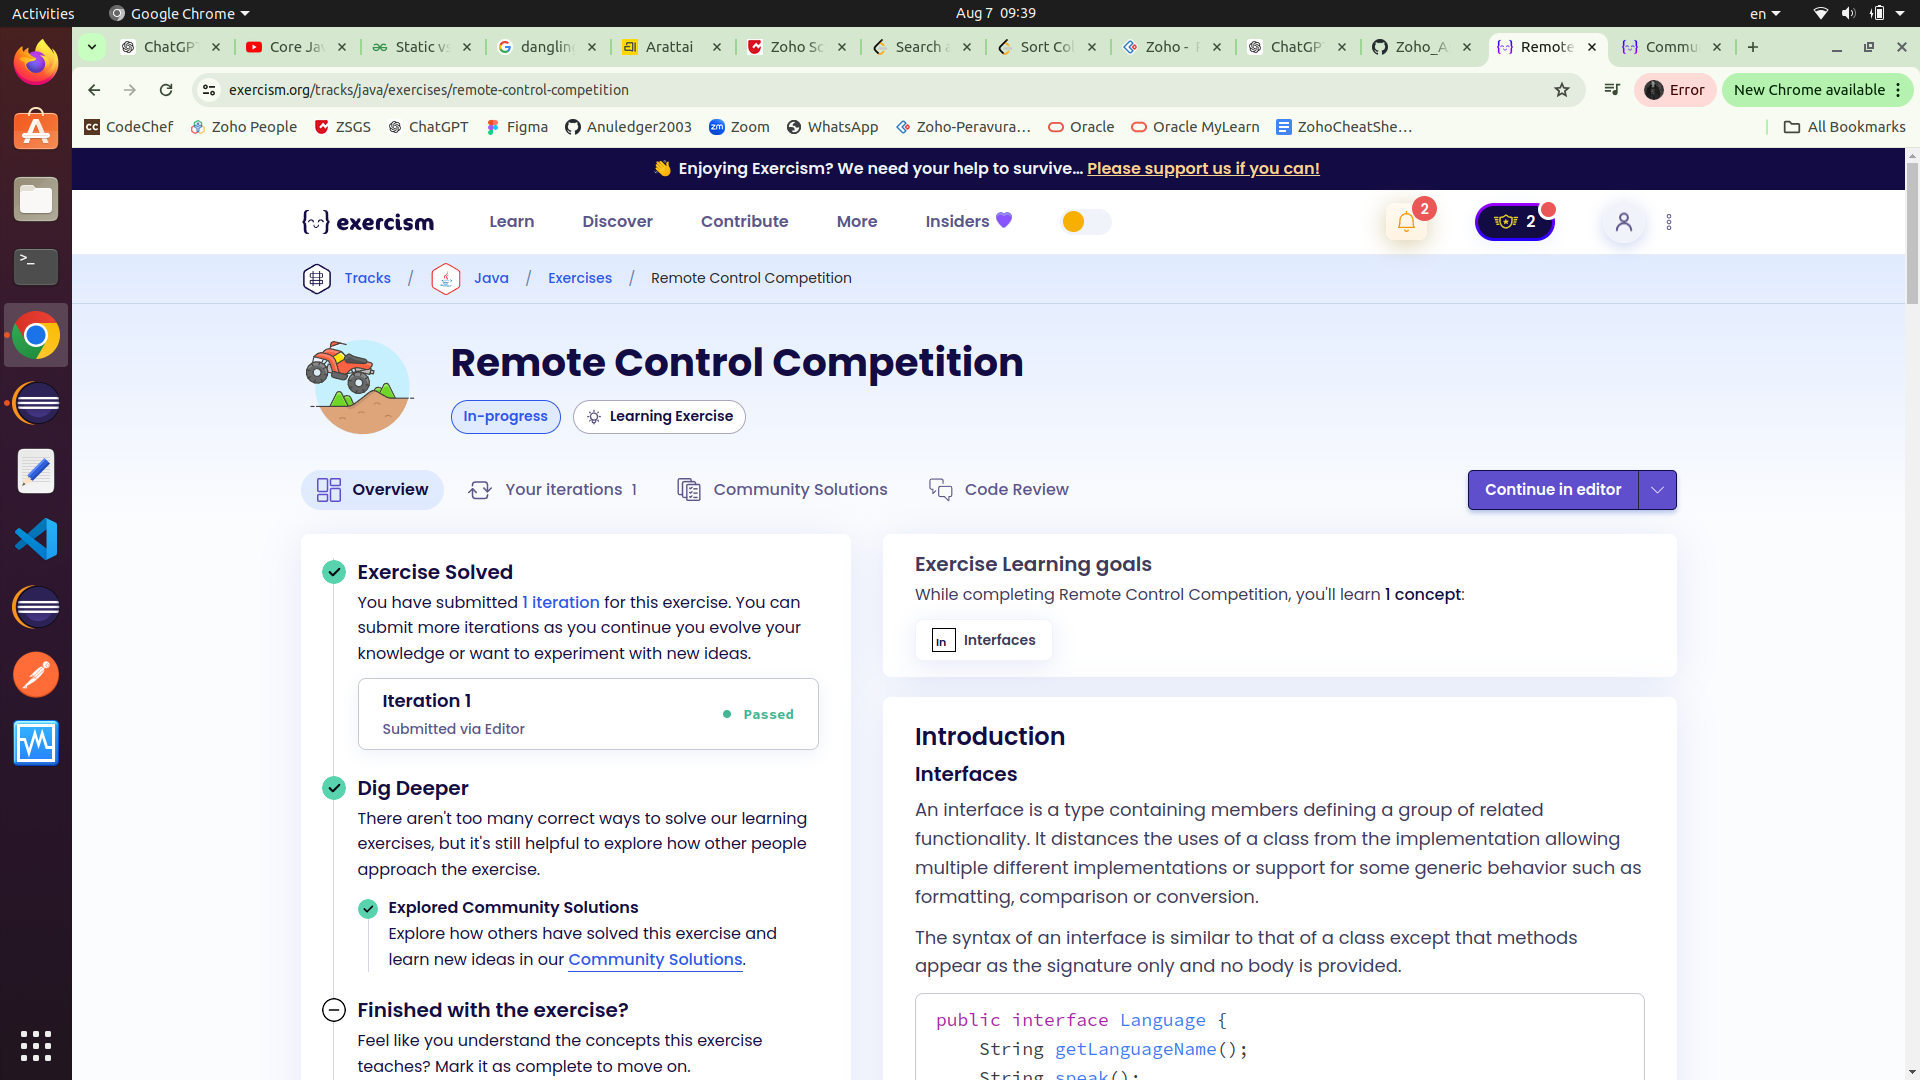 Activities
Google Chrome
Aug 7 09:39
en
ChatGP
Core Ja
Static vs
dangling
Arattai
Zoho Sc
Search a
Sort Col
Zoho - F
ChatGP
Zoho_A
Remote
Commu
exercism.org/tracks/java/exercises/remote-control-competition
Error
New Chrome available
CodeChef
Zoho People
ZSGS
ChatGPT
Figma
Anuledger2003
Zoom
WhatsApp
Zoho-Peravura...
Oracle
Oracle MyLearn
ZohoCheatShe...
All Bookmarks
👋 Enjoying Exercism? We need your help to survive... Please support us if you can!
exercism
Learn
Discover
Contribute
More
Insiders 💜
2
2
Tracks / Java / Exercises / Remote Control Competition
Remote Control Competition
In-progress
Learning Exercise
Overview
Your iterations 1
Community Solutions
Code Review
Continue in editor
Exercise Solved
You have submitted 1 iteration for this exercise. You can
submit more iterations as you continue you evolve your
knowledge or want to experiment with new ideas.
Iteration 1
Submitted via Editor
Passed
Dig Deeper
There aren't too many correct ways to solve our learning
exercises, but it's still helpful to explore how other people
approach the exercise.
Explored Community Solutions
Explore how others have solved this exercise and
learn new ideas in our Community Solutions.
Finished with the exercise?
Feel like you understand the concepts this exercise
teaches? Mark it as complete to move on.
Exercise Learning goals
While completing Remote Control Competition, you'll learn 1 concept:
In
Interfaces
Introduction
Interfaces
An interface is a type containing members defining a group of related
functionality. It distances the uses of a class from the implementation allowing
multiple different implementations or support for some generic behavior such as
formatting, comparison or conversion.
The syntax of an interface is similar to that of a class except that methods
appear as the signature only and no body is provided.
public interface Language {
String getLanguageName();
String speak();